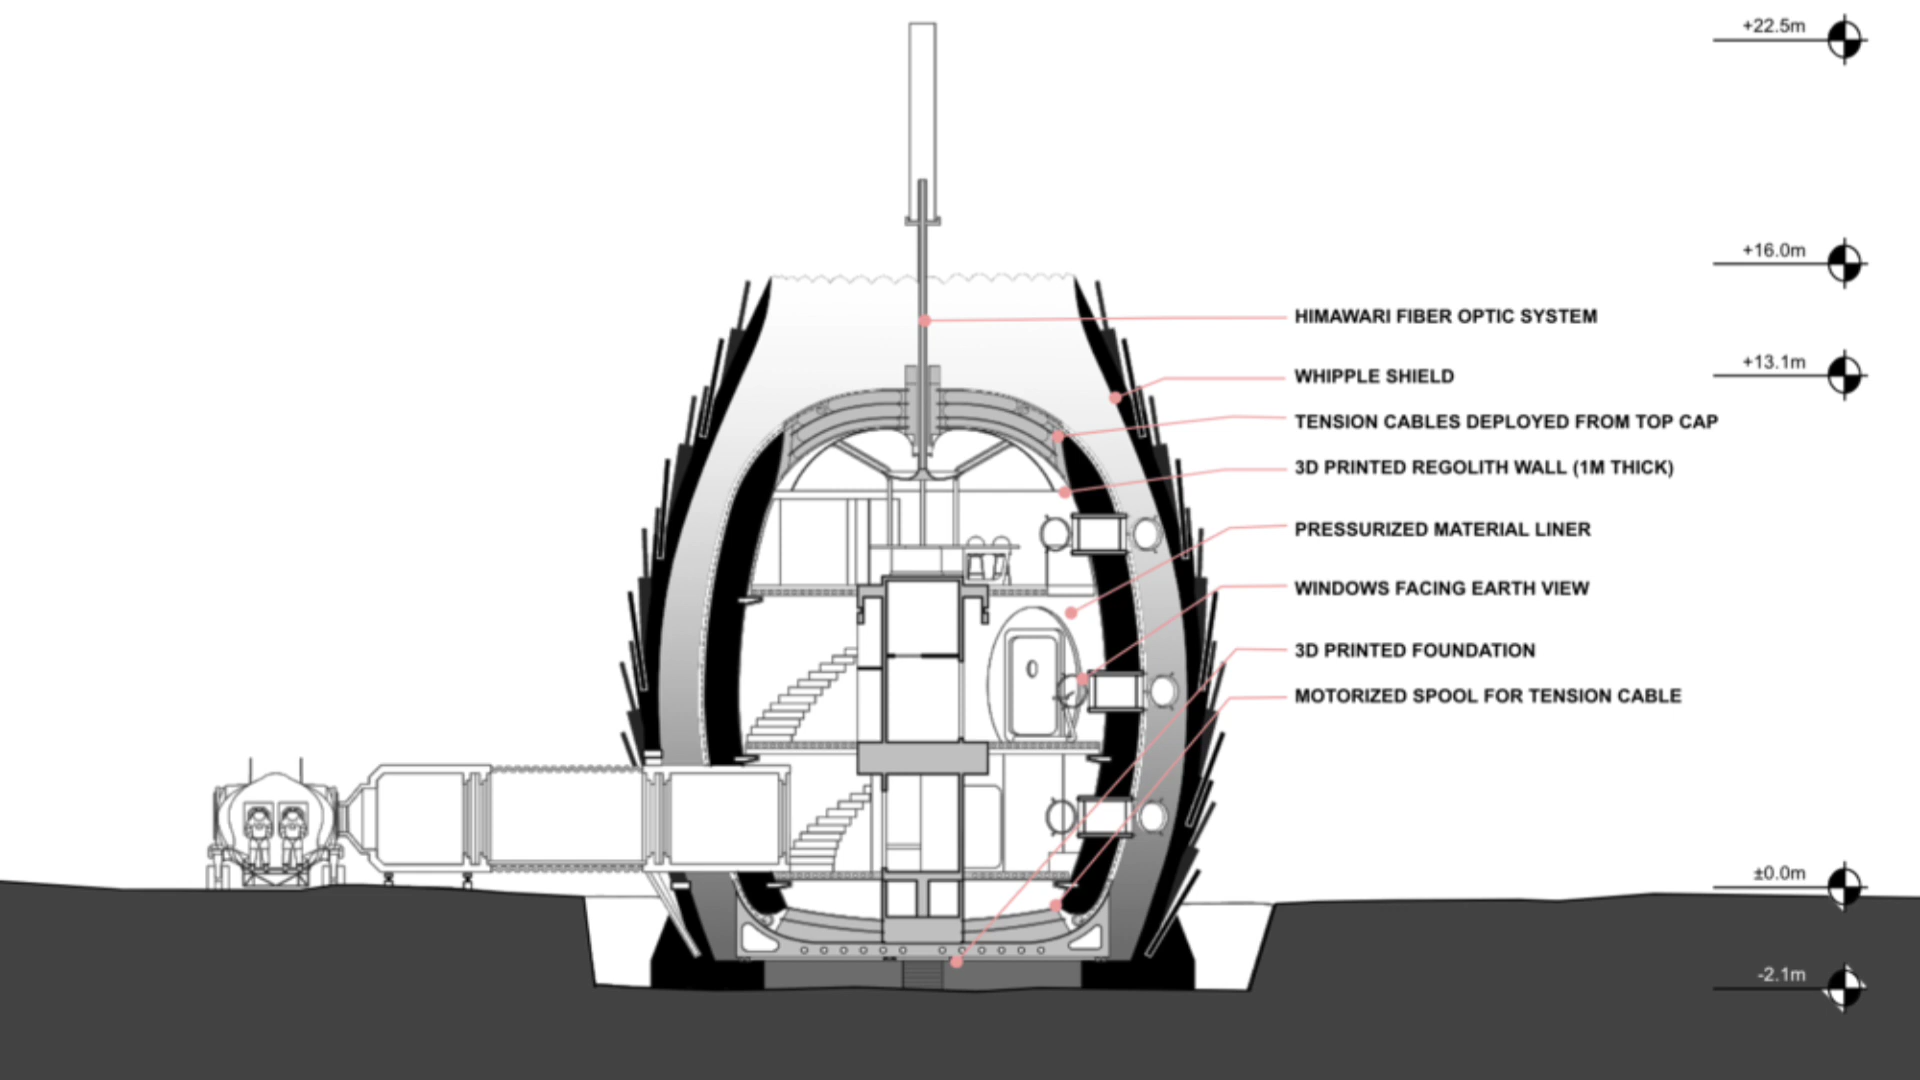 +22.5m
+16.0m
HIMAWARI FIBER OPTIC SYSTEM
+13.1m
WHIPPLE SHIELD
TENSION CABLES DEPLOYED FROM TOP CAP
3D PRINTED REGOLITH WALL (1M THICK)
PRESSURIZED MATERIAL LINER
WINDOWS FACING EARTH VIEW
3D PRINTED FOUNDATION
MOTORIZED SPOOL FOR TENSION CABLE
±0.0m
-2.1m